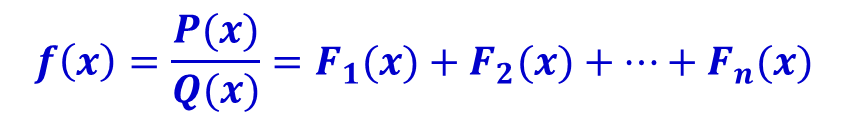 f(x) = P(x)/Q(x) = F₁(x) + F₂(x) + ⋯ + Fₙ(x)